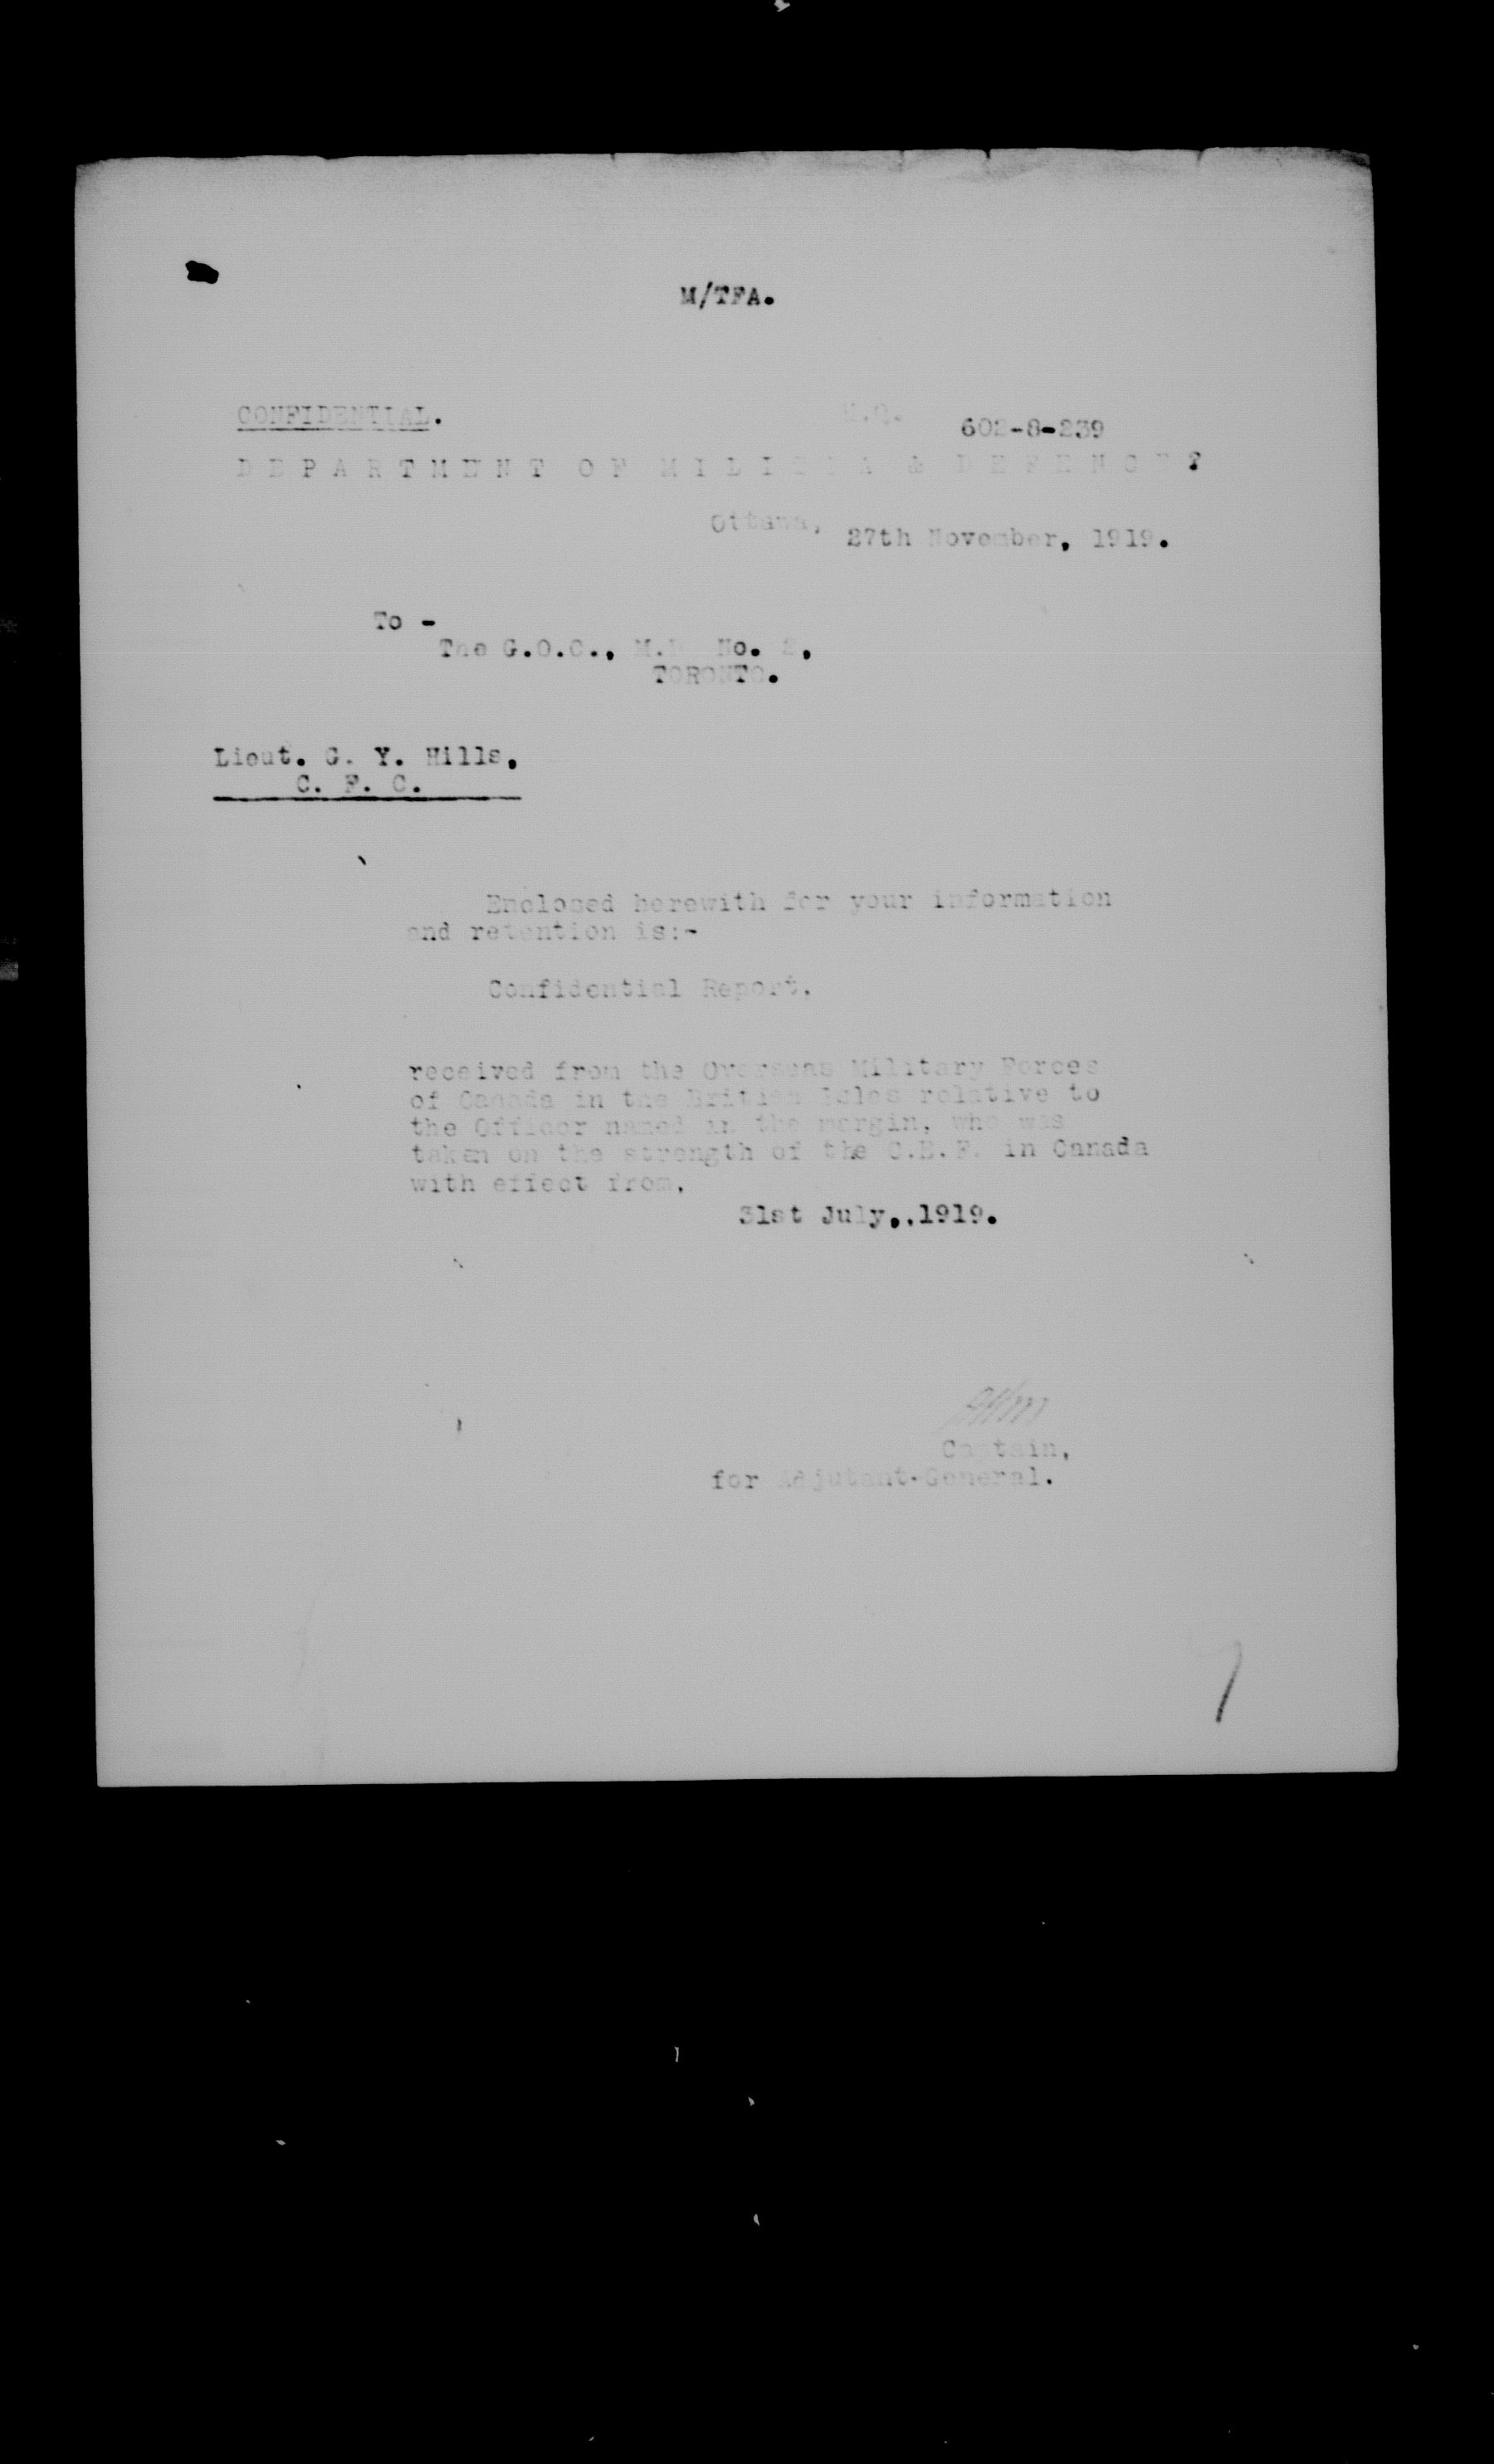 M/TFA.
CONFIDENTIAL.
H.Q. 602-8-239
DEPARTMENT OF MILITIA & DEFENCE?
Ottawa, 27th November, 1919.
To -
The G.O.C., M.D. No. 2,
TORONTO.
Lieut. G. Y. Hills,
C. F. C.
Enclosed herewith for your information
and retention is:-
Confidential Report.
received from the Overseas Military Forces
of Canada in the British Isles relative to
the Officer named in the margin, who was
taken on the strength of the C.E.F. in Canada
with effect from,
31st July,.1919.
Captain,
for Adjutant-General.
7